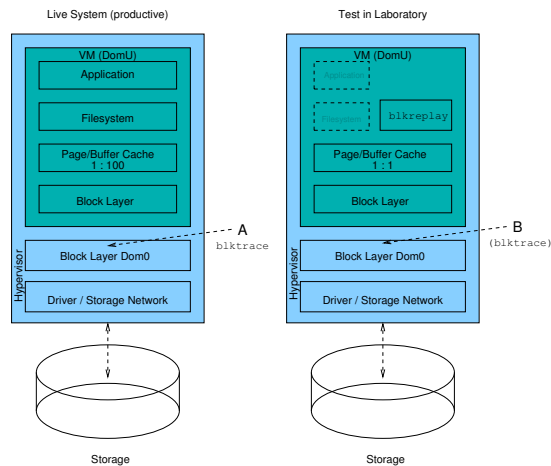 Live System (productive)
VM (DomU)
Application
Filesystem
Page/Buffer Cache
1 : 100
Block Layer
A
blktrace
Hypervisor
Block Layer Dom0
Driver / Storage Network
Storage
Test in Laboratory
VM (DomU)
Application
Filesystem
blkreplay
Page/Buffer Cache
1 : 1
Block Layer
B
(blktrace)
Hypervisor
Block Layer Dom0
Driver / Storage Network
Storage